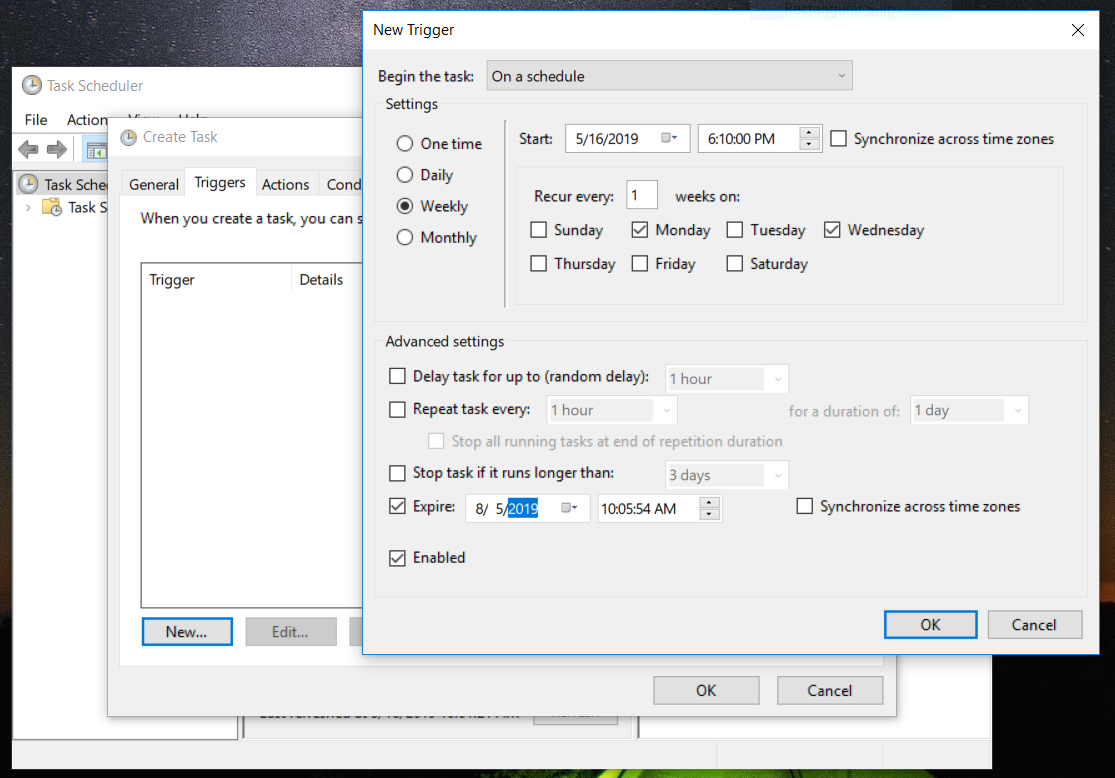 New Trigger
Begin the task: On a schedule
Settings
One time
Daily
Weekly
Monthly
Start: 5/16/2019 6:10:00 PM Synchronize across time zones
Recur every: 1 weeks on:
Sunday Monday Tuesday Wednesday
Thursday Friday Saturday
Advanced settings
Delay task for up to (random delay): 1 hour
Repeat task every: 1 hour for a duration of: 1 day
Stop all running tasks at end of repetition duration
Stop task if it runs longer than: 3 days
Expire: 8/ 5/2019 10:05:54 AM Synchronize across time zones
Enabled
OK Cancel
Task Scheduler
File Action
Task Sche
Task S
Create Task
General Triggers Actions Cond
When you create a task, you can s
Trigger Details
New... Edit...
OK Cancel